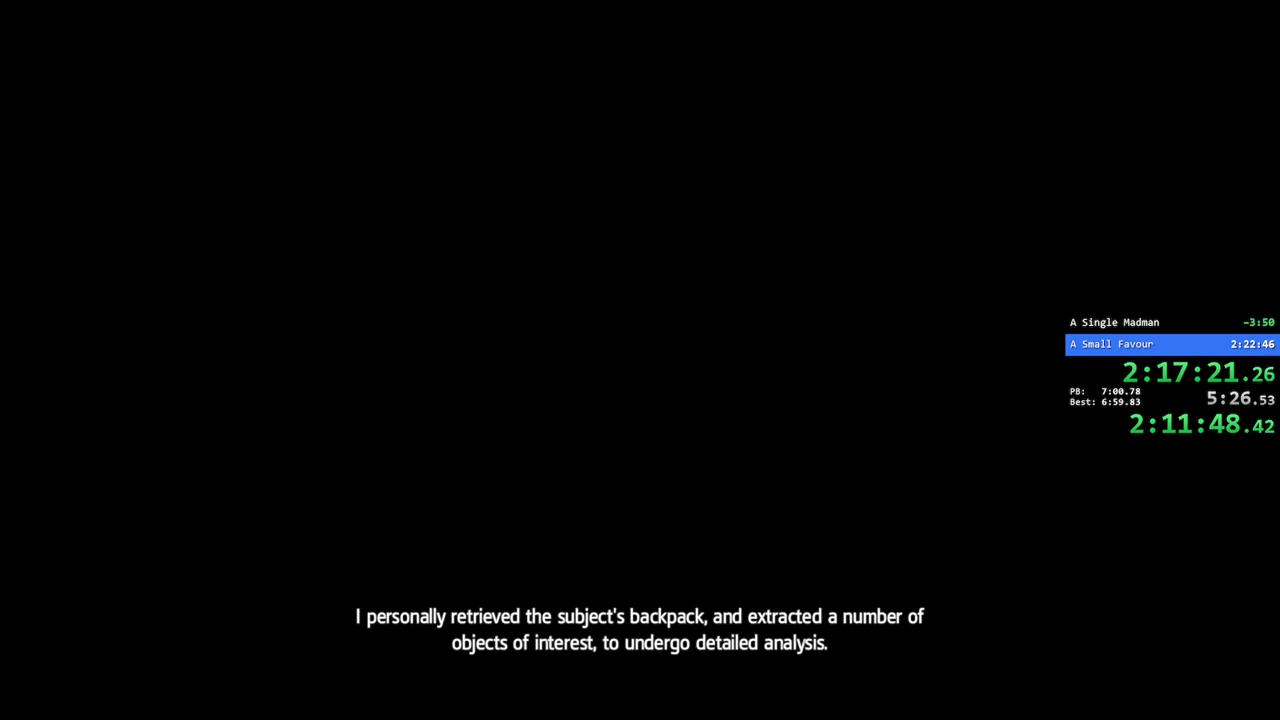 A Single Madman -3:50
A Small Favour 2:22:46
2:17:21.26
PB: 7:00.78 5:26.53
Best: 6:59.83
2:11:48.42
I personally retrieved the subject's backpack, and extracted a number of
objects of interest, to undergo detailed analysis.